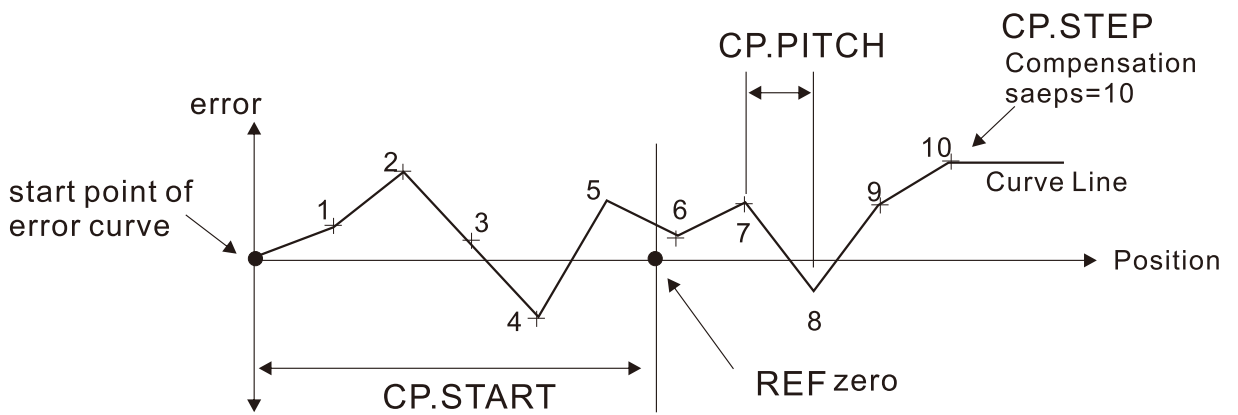 CP.STEP
Compensation
saeps=10
CP.PITCH
error
start point of
error curve
1
2
3
4
5
6
7
8
9
10
Curve Line
Position
CP.START
REF zero